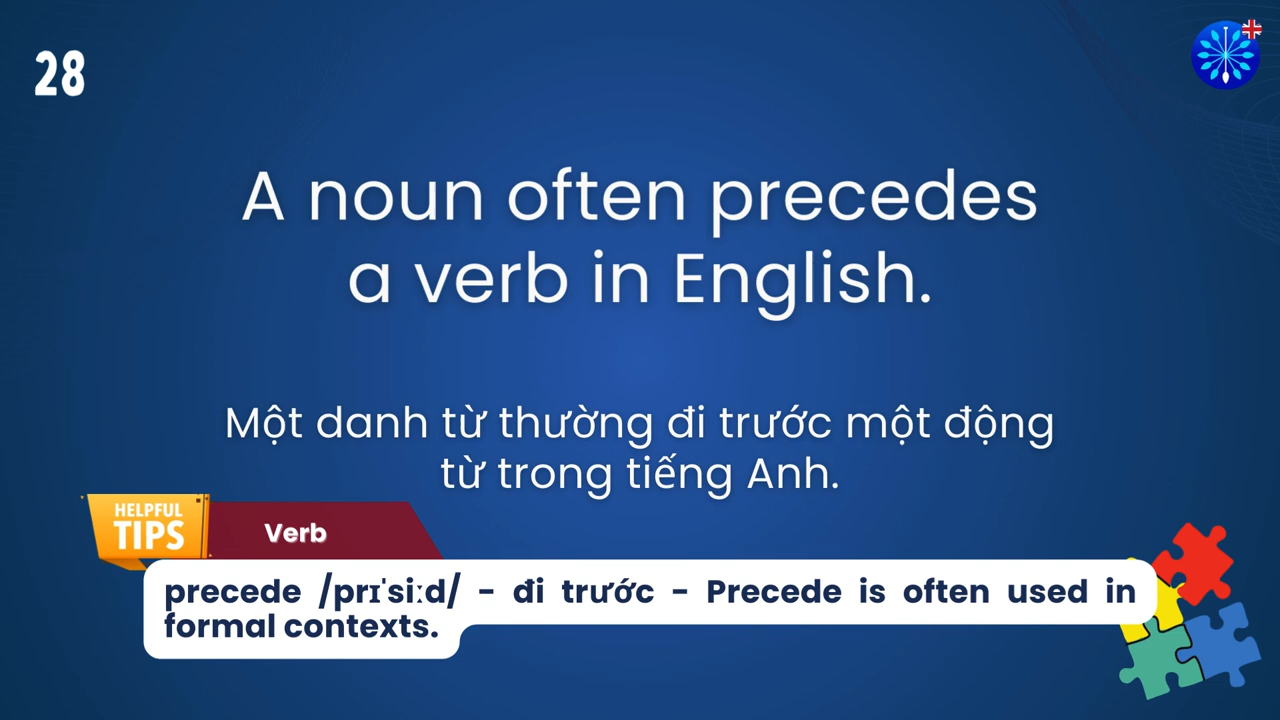 28
A noun often precedes
a verb in English.
Một danh từ thường đi trước một động
từ trong tiếng Anh.
HELPFUL
TIPS
Verb
precede /prɪˈsiːd/ - đi trước - Precede is often used in
formal contexts.